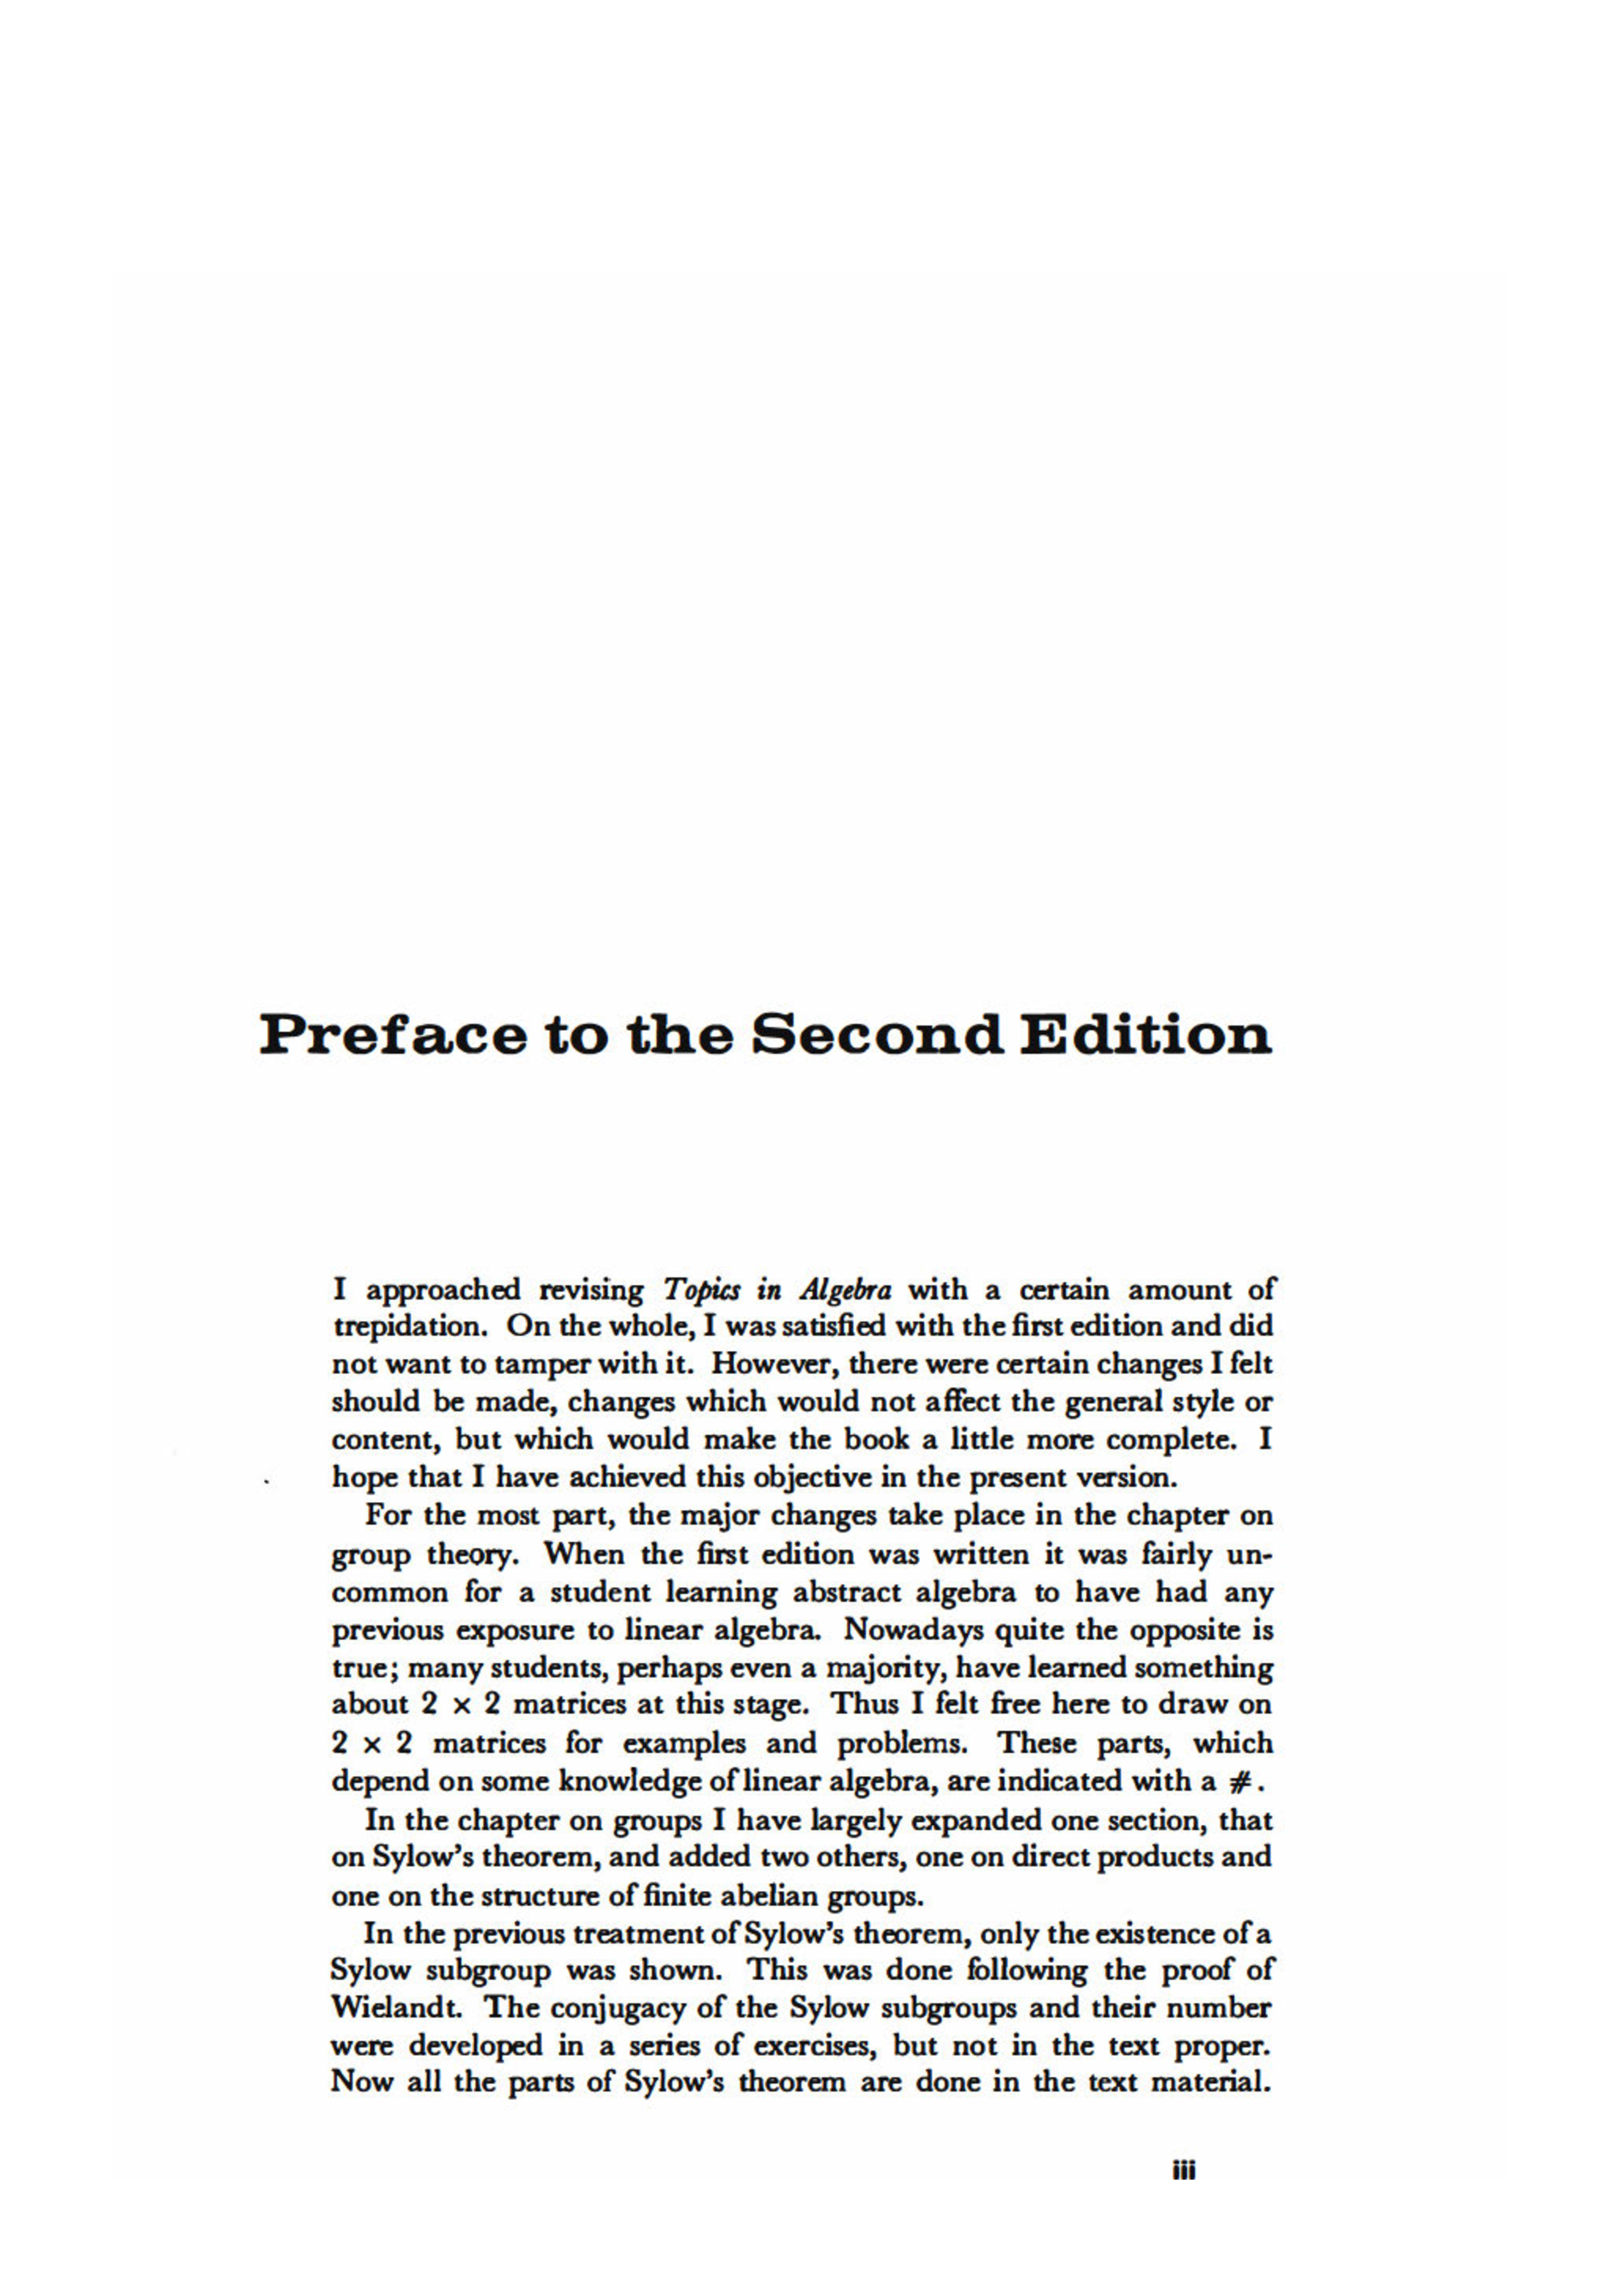 Preface to the Second Edition
I approached revising Topics in Algebra with a certain amount of
trepidation. On the whole, I was satisfied with the first edition and did
not want to tamper with it. However, there were certain changes I felt
should be made, changes which would not affect the general style or
content, but which would make the book a little more complete. I
hope that I have achieved this objective in the present version.
For the most part, the major changes take place in the chapter on
group theory. When the first edition was written it was fairly un-
common for a student learning abstract algebra to have had any
previous exposure to linear algebra. Nowadays quite the opposite is
true; many students, perhaps even a majority, have learned something
about 2 × 2 matrices at this stage. Thus I felt free here to draw on
2 × 2 matrices for examples and problems. These parts, which
depend on some knowledge of linear algebra, are indicated with a #.
In the chapter on groups I have largely expanded one section, that
on Sylow's theorem, and added two others, one on direct products and
one on the structure of finite abelian groups.
In the previous treatment of Sylow's theorem, only the existence of a
Sylow subgroup was shown. This was done following the proof of
Wielandt. The conjugacy of the Sylow subgroups and their number
were developed in a series of exercises, but not in the text proper.
Now all the parts of Sylow's theorem are done in the text material.
iii